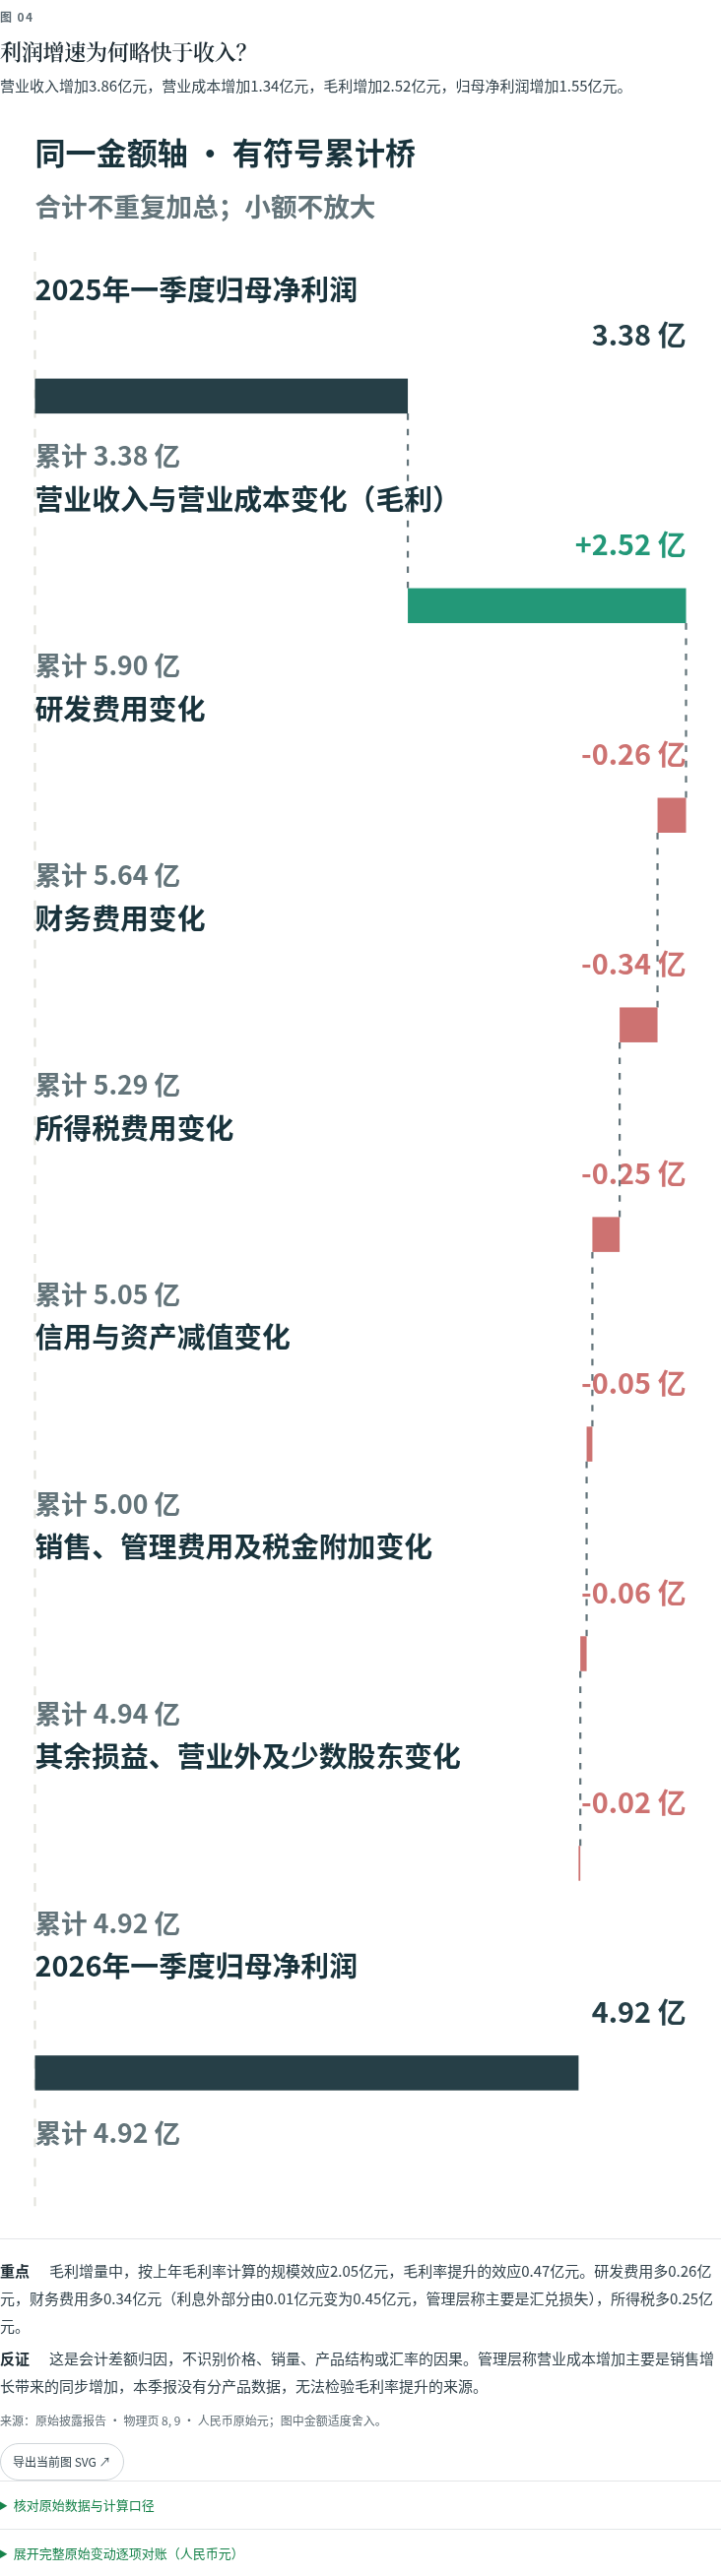 图 04
利润增速为何略快于收入？
营业收入增加3.86亿元，营业成本增加1.34亿元，毛利增加2.52亿元，归母净利润增加1.55亿元。
同一金额轴 · 有符号累计桥
合计不重复加总；小额不放大
2025年一季度归母净利润
3.38 亿
累计 3.38 亿
营业收入与营业成本变化（毛利）
+2.52 亿
累计 5.90 亿
研发费用变化
-0.26 亿
累计 5.64 亿
财务费用变化
-0.34 亿
累计 5.29 亿
所得税费用变化
-0.25 亿
累计 5.05 亿
信用与资产减值变化
-0.05 亿
累计 5.00 亿
销售、管理费用及税金附加变化
-0.06 亿
累计 4.94 亿
其余损益、营业外及少数股东变化
-0.02 亿
累计 4.92 亿
2026年一季度归母净利润
4.92 亿
累计 4.92 亿
重点 毛利增量中，按上年毛利率计算的规模效应2.05亿元，毛利率提升的效应0.47亿元。研发费用多0.26亿
元，财务费用多0.34亿元（利息外部分由0.01亿元变为0.45亿元，管理层称主要是汇兑损失），所得税多0.25亿
元。
反证 这是会计差额归因，不识别价格、销量、产品结构或汇率的因果。管理层称营业成本增加主要是销售增
长带来的同步增加，本季报没有分产品数据，无法检验毛利率提升的来源。
来源：原始披露报告 · 物理页 8, 9 · 人民币原始元；图中金额适度舍入。
导出当前图 SVG ↗
▶ 核对原始数据与计算口径
▶ 展开完整原始变动逐项对账（人民币元）